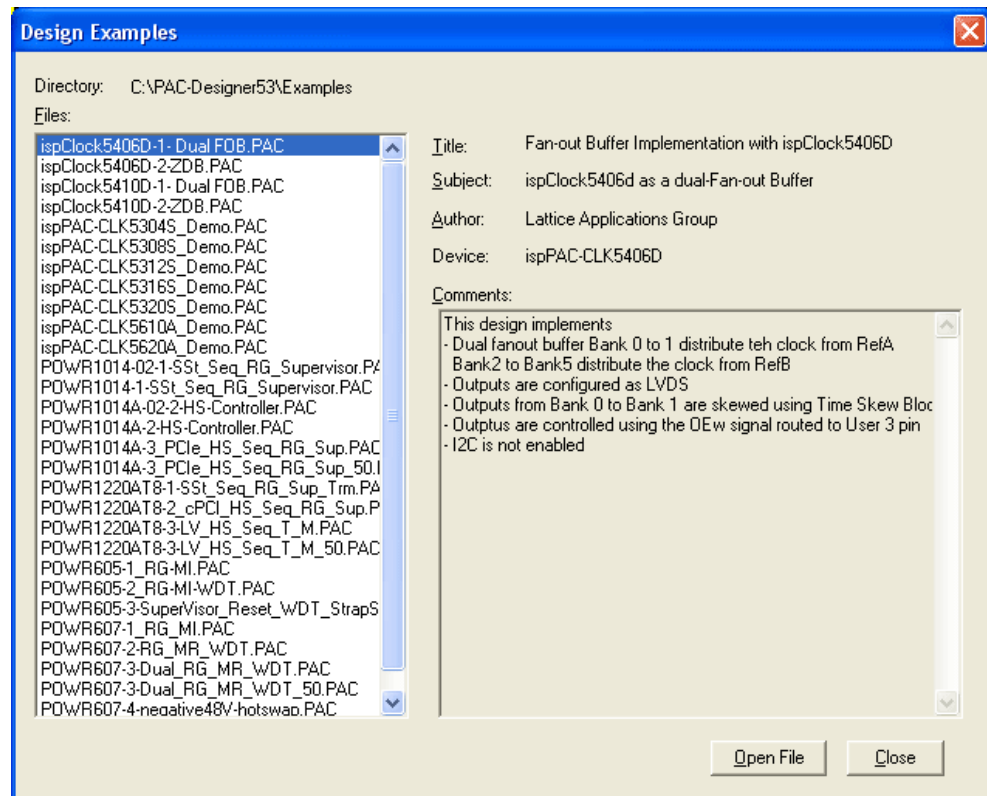 Design Examples
Directory: C:\PAC-Designer53\Examples
Files:
ispClock5406D-1- Dual FOB.PAC
ispClock5406D-2-ZDB.PAC
ispClock5410D-1- Dual FOB.PAC
ispClock5410D-2-ZDB.PAC
ispPAC-CLK5304S_Demo.PAC
ispPAC-CLK5308S_Demo.PAC
ispPAC-CLK5312S_Demo.PAC
ispPAC-CLK5316S_Demo.PAC
ispPAC-CLK5320S_Demo.PAC
ispPAC-CLK5610A_Demo.PAC
ispPAC-CLK5620A_Demo.PAC
POWR1014-02-1-SSt_Seq_RG_Supervisor.PA
POWR1014-1-SSt_Seq_RG_Supervisor.PAC
POWR1014A-02-2-HS-Controller.PAC
POWR1014A-2-HS-Controller.PAC
POWR1014A-3_PCIe_HS_Seq_RG_Sup.PAC
POWR1014A-3_PCIe_HS_Seq_RG_Sup_50.I
POWR1220AT8-1-SSt_Seq_RG_Sup_Trm.PA
POWR1220AT8-2_cPCI_HS_Seq_RG_Sup.P
POWR1220AT8-3-LV_HS_Seq_T_M.PAC
POWR1220AT8-3-LV_HS_Seq_T_M_50.PAC
POWR605-1_RG-MI.PAC
POWR605-2_RG-MI-WDT.PAC
POWR605-3-SuperVisor_Reset_WDT_StrapS
POWR607-1_RG_MI.PAC
POWR607-2-RG_MR_WDT.PAC
POWR607-3-Dual_RG_MR_WDT.PAC
POWR607-3-Dual_RG_MR_WDT_50.PAC
POWR607-4-negative48V-hotswap.PAC
Title: Fan-out Buffer Implementation with ispClock5406D
Subject: ispClock5406d as a dual-Fan-out Buffer
Author: Lattice Applications Group
Device: ispPAC-CLK5406D
Comments:
This design implements
- Dual fanout buffer Bank 0 to 1 distribute teh clock from RefA
Bank2 to Bank5 distribute the clock from RefB
- Outputs are configured as LVDS
- Outputs from Bank 0 to Bank 1 are skewed using Time Skew Bloc
- Outptus are controlled using the OEw signal routed to User 3 pin
- I2C is not enabled
Open File
Close